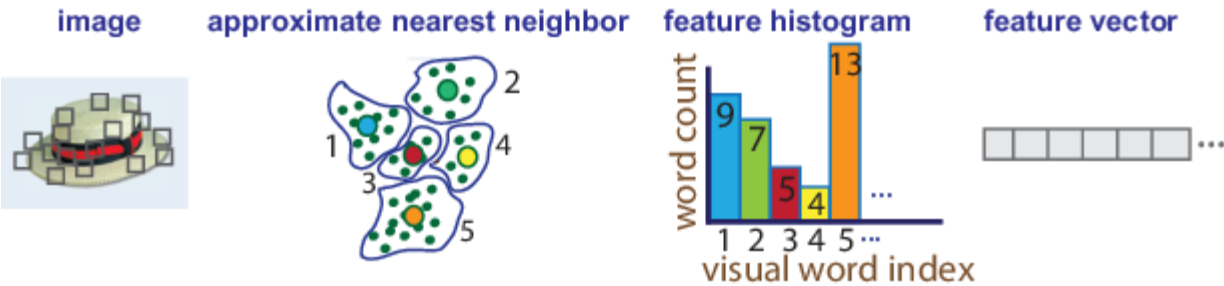 image
approximate nearest neighbor
feature histogram
feature vector
1
2
3
4
5
word count
9
7
5
4
13
...
1 2 3 4 5 ...
visual word index
...